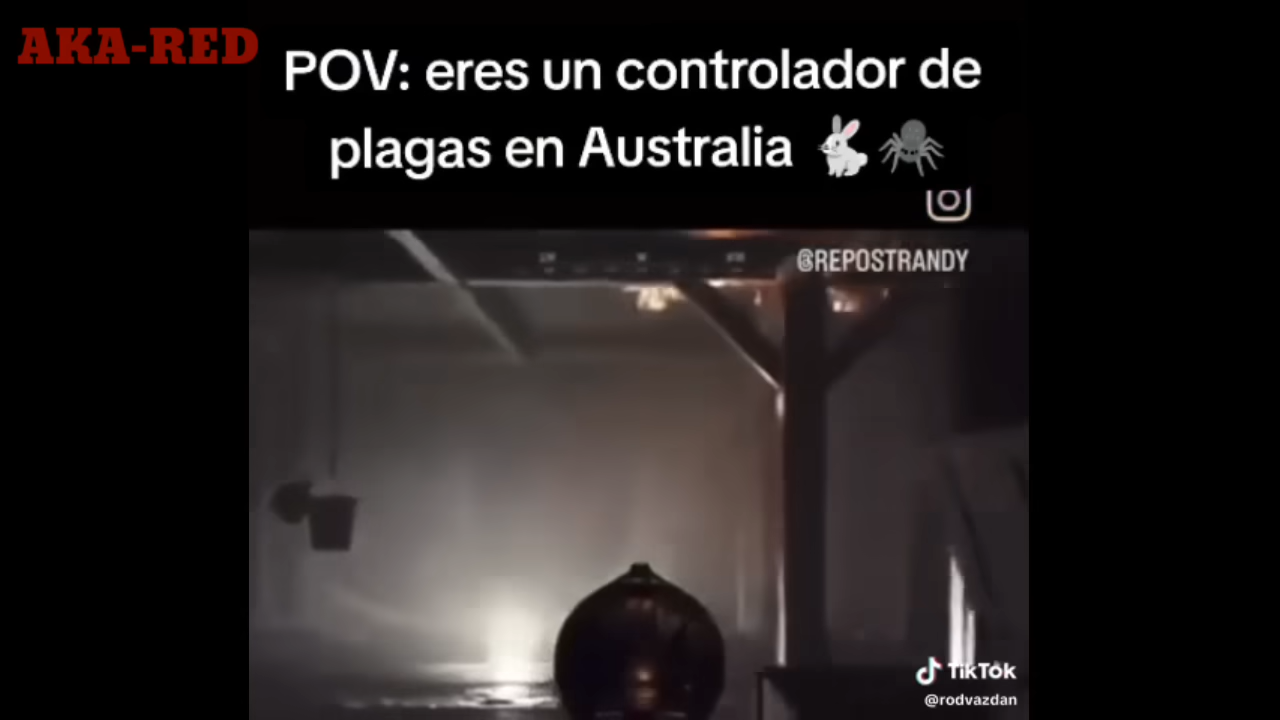 AKA-RED
POV: eres un controlador de
plagas en Australia 🐇🕷️
@REPOSTRANDY
TikTok
@rodvazdan